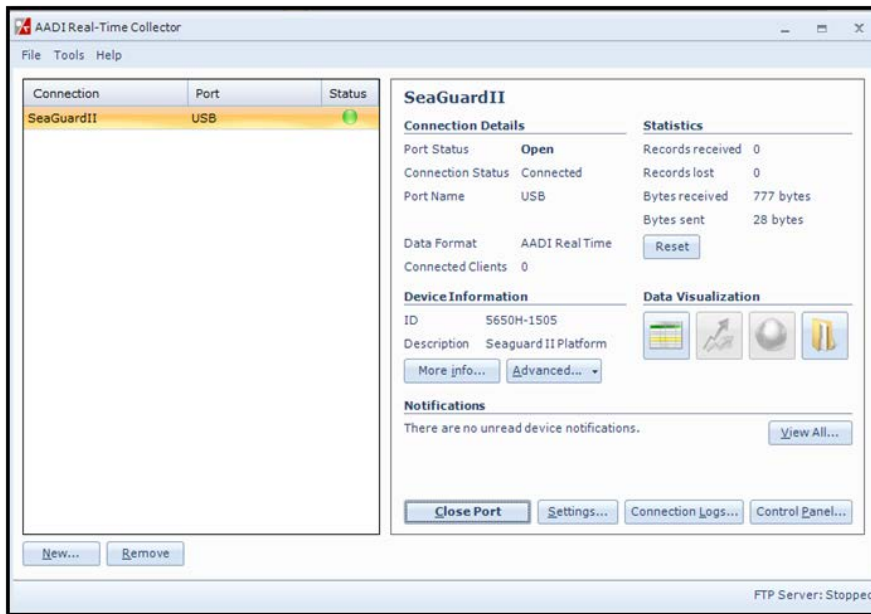 AADI Real-Time Collector
File Tools Help
Connection Port Status
SeaGuardII USB
SeaGuardII
Connection Details
Port Status Open
Connection Status Connected
Port Name USB
Data Format AADI Real Time
Connected Clients 0
Statistics
Records received 0
Records lost 0
Bytes received 777 bytes
Bytes sent 28 bytes
Reset
Device Information
ID 5650H-1505
Description Seaguard II Platform
More info... Advanced...
Data Visualization
Notifications
There are no unread device notifications.
View All...
Close Port Settings... Connection Logs... Control Panel...
New... Remove
FTP Server: Stopped